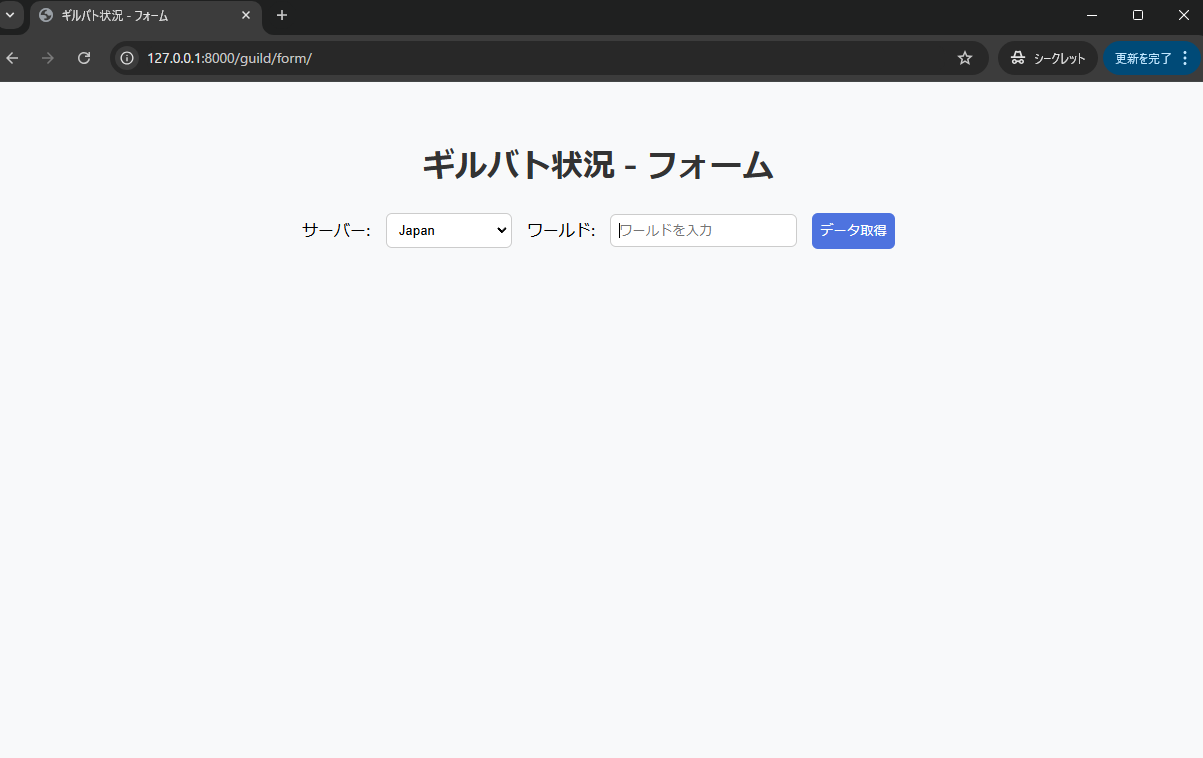 ギルバト状況 - フォーム
127.0.0.1:8000/guild/form/
シークレット
更新を完了
ギルバト状況 - フォーム
サーバー: Japan ワールド: ワールドを入力 データ取得